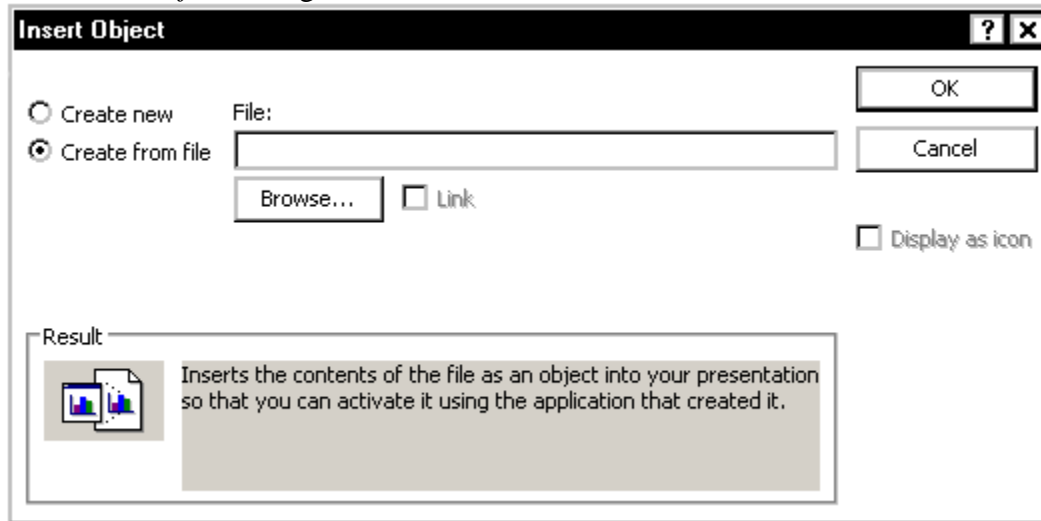 Insert Object
OK
Create new
File:
Create from file
Cancel
Browse...
Link
Display as icon
Result
Inserts the contents of the file as an object into your presentation
so that you can activate it using the application that created it.